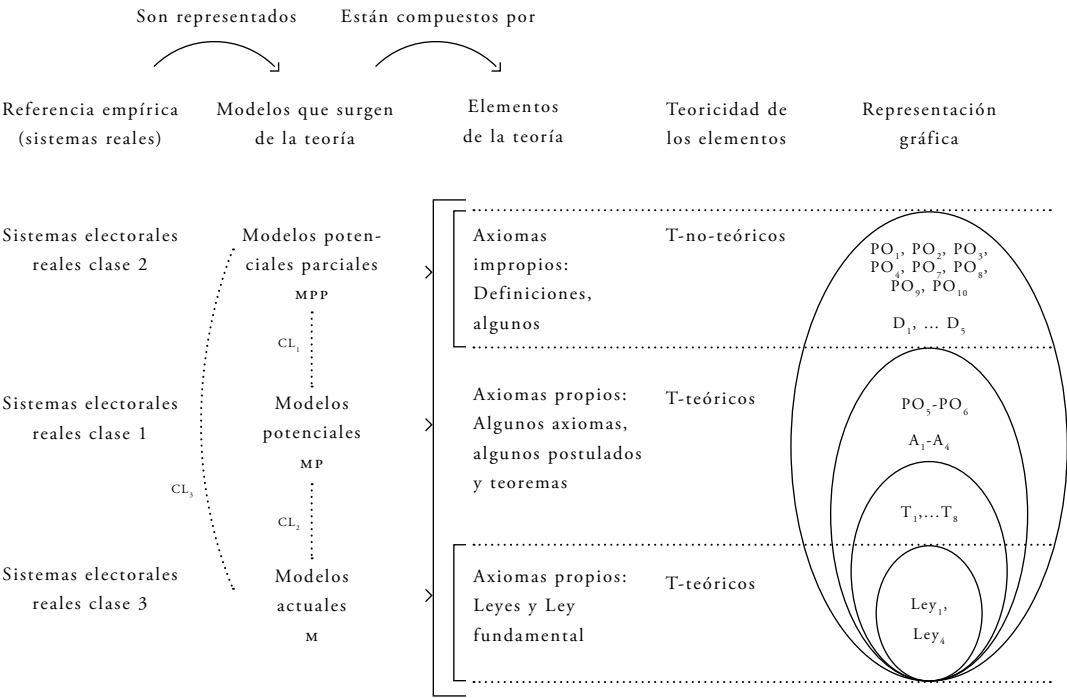 Son representados
Están compuestos por
Referencia empírica
(sistemas reales)
Modelos que surgen
de la teoría
Elementos
de la teoría
Teoricidad de
los elementos
Representación
gráfica
Sistemas electorales
reales clase 2
Modelos poten-
ciales parciales
MPP
Axiomas
impropios:
Definiciones,
algunos
T-no-teóricos
PO₁, PO₂, PO₃,
PO₄, PO₇, PO₈,
PO₉, PO₁₀
D₁, ... D₅
CL₁
Sistemas electorales
reales clase 1
Modelos
potenciales
MP
Axiomas propios:
Algunos axiomas,
algunos postulados
y teoremas
T-teóricos
PO₅-PO₆
A₁-A₄
CL₃
CL₂
T₁,...T₈
Sistemas electorales
reales clase 3
Modelos
actuales
M
Axiomas propios:
Leyes y Ley
fundamental
T-teóricos
Ley₁,
Ley₄